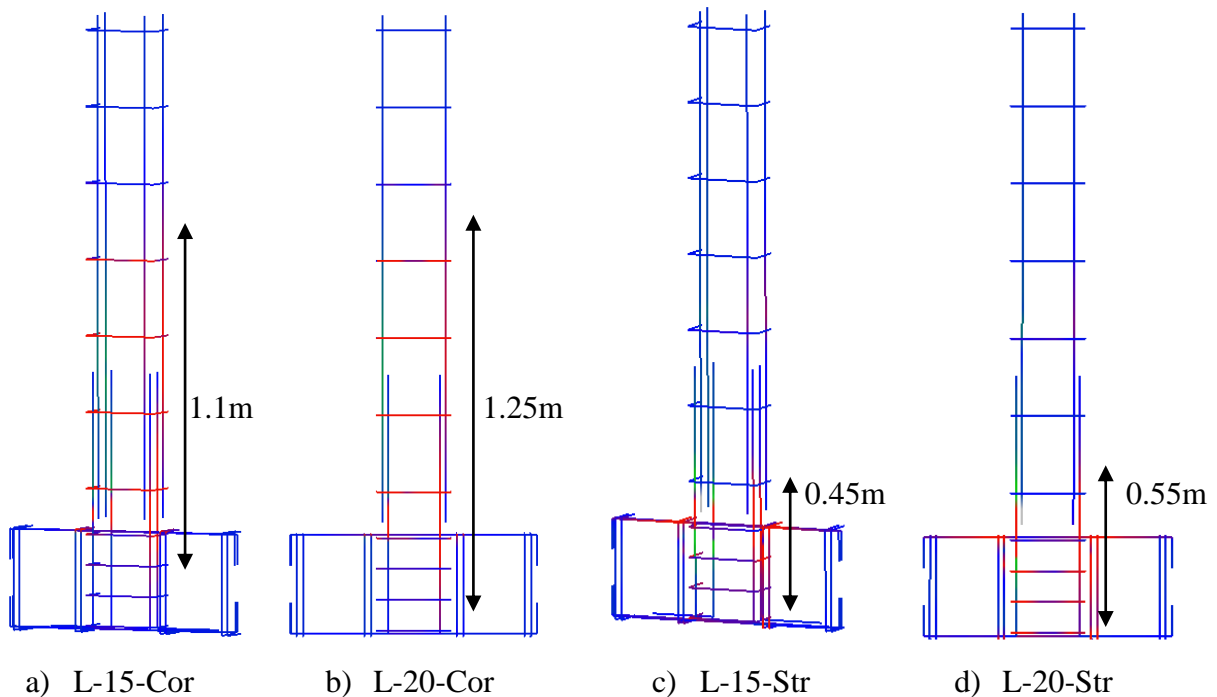 1.1m
1.25m
0.45m
0.55m
a) L-15-Cor
b) L-20-Cor
c) L-15-Str
d) L-20-Str